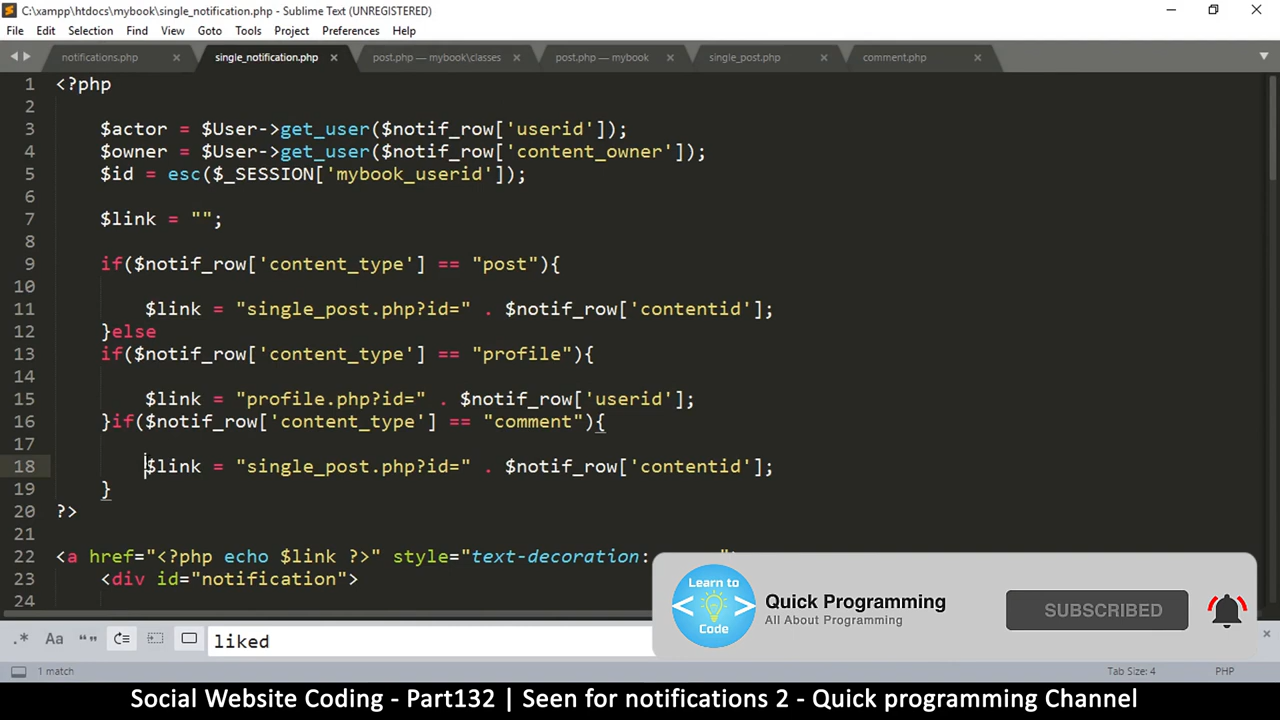 C:\xampp\htdocs\mybook\single_notification.php - Sublime Text (UNREGISTERED)
File Edit Selection Find View Goto Tools Project Preferences Help
notifications.php × single_notification.php × post.php — mybook\classes × post.php — mybook × single_post.php × comment.php ×
1 <?php
2
3 $actor = $User->get_user($notif_row['userid']);
4 $owner = $User->get_user($notif_row['content_owner']);
5 $id = esc($_SESSION['mybook_userid']);
6
7 $link = "";
8
9 if($notif_row['content_type'] == "post"){
10
11 $link = "single_post.php?id=" . $notif_row['contentid'];
12 }else
13 if($notif_row['content_type'] == "profile"){
14
15 $link = "profile.php?id=" . $notif_row['userid'];
16 }if($notif_row['content_type'] == "comment"){
17
18 $link = "single_post.php?id=" . $notif_row['contentid'];
19 }
20 ?>
21
22 <a href="<?php echo $link ?>" style="text-decoration:
23 <div id="notification">
24
Learn to
< >
Code
Quick Programming
All About Programming
SUBSCRIBED
.* Aa “” liked
1 match Tab Size: 4 PHP
Social Website Coding - Part132 | Seen for notifications 2 - Quick programming Channel